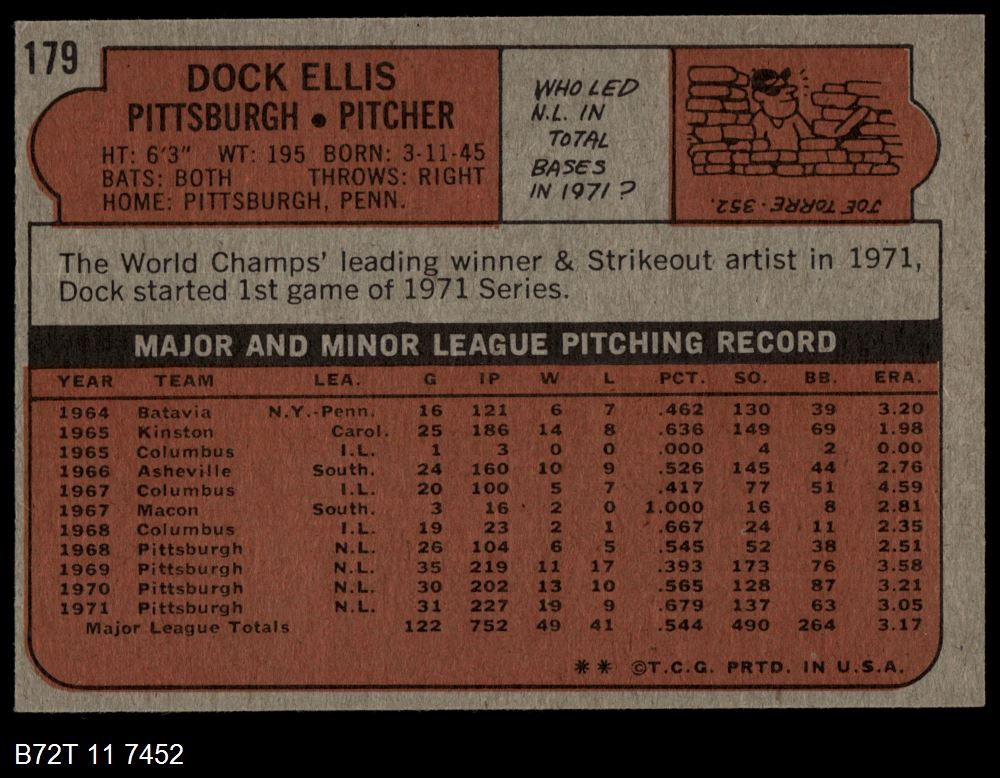 179
DOCK ELLIS
PITTSBURGH • PITCHER
HT: 6'3" WT: 195 BORN: 3-11-45
BATS: BOTH THROWS: RIGHT
HOME: PITTSBURGH, PENN.
WHO LED
N.L. IN
TOTAL
BASES
IN 1971?
JOE TORRE - 352.
The World Champs' leading winner & Strikeout artist in 1971,
Dock started 1st game of 1971 Series.
MAJOR AND MINOR LEAGUE PITCHING RECORD
YEAR TEAM LEA. G IP W L PCT. SO. BB. ERA.
1964 Batavia N.Y.-Penn. 16 121 6 7 .462 130 39 3.20
1965 Kinston Carol. 25 186 14 8 .636 149 69 1.98
1965 Columbus I.L. 1 3 0 0 .000 4 2 0.00
1966 Asheville South. 24 160 10 9 .526 145 44 2.76
1967 Columbus I.L. 20 100 5 7 .417 77 51 4.59
1967 Macon South. 3 16 2 0 1.000 16 8 2.81
1968 Columbus I.L. 19 23 2 1 .667 24 11 2.35
1968 Pittsburgh N.L. 26 104 6 5 .545 52 38 2.51
1969 Pittsburgh N.L. 35 219 11 17 .393 173 76 3.58
1970 Pittsburgh N.L. 30 202 13 10 .565 128 87 3.21
1971 Pittsburgh N.L. 31 227 19 9 .679 137 63 3.05
Major League Totals 122 752 49 41 .544 490 264 3.17
** ©T.C.G. PRTD. IN U.S.A.
B72T 11 7452